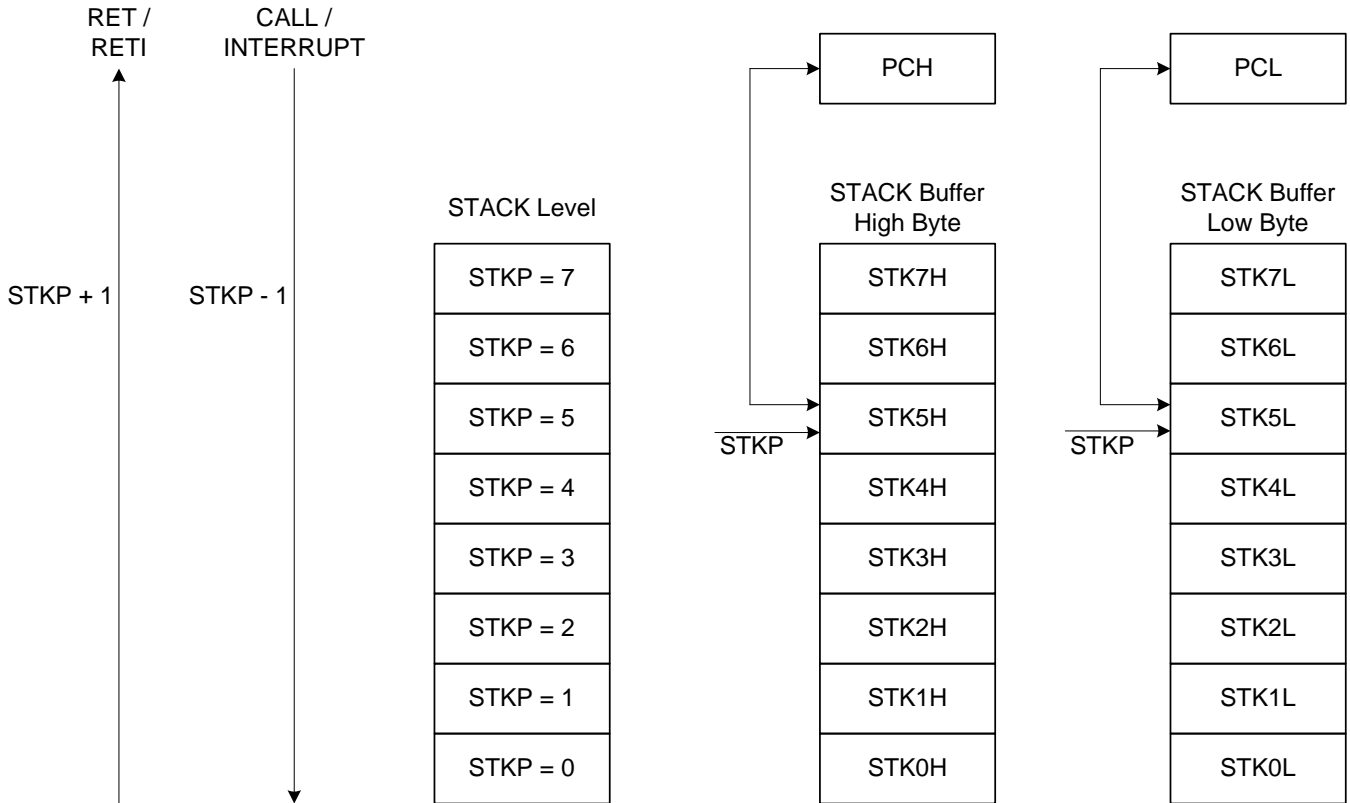 RET /
RETI
CALL /
INTERRUPT
PCH
PCL
STACK Level
STACK Buffer
High Byte
STACK Buffer
Low Byte
STKP + 1
STKP - 1
STKP = 7
STK7H
STK7L
STKP = 6
STK6H
STK6L
STKP = 5
STK5H
STK5L
STKP
STKP
STKP = 4
STK4H
STK4L
STKP = 3
STK3H
STK3L
STKP = 2
STK2H
STK2L
STKP = 1
STK1H
STK1L
STKP = 0
STK0H
STK0L